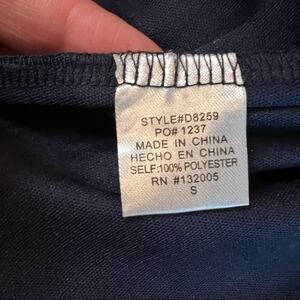 STYLE#D8259
PO# 1237
MADE IN CHINA
HECHO EN CHINA
SELF:100% POLYESTER
RN #132005
S